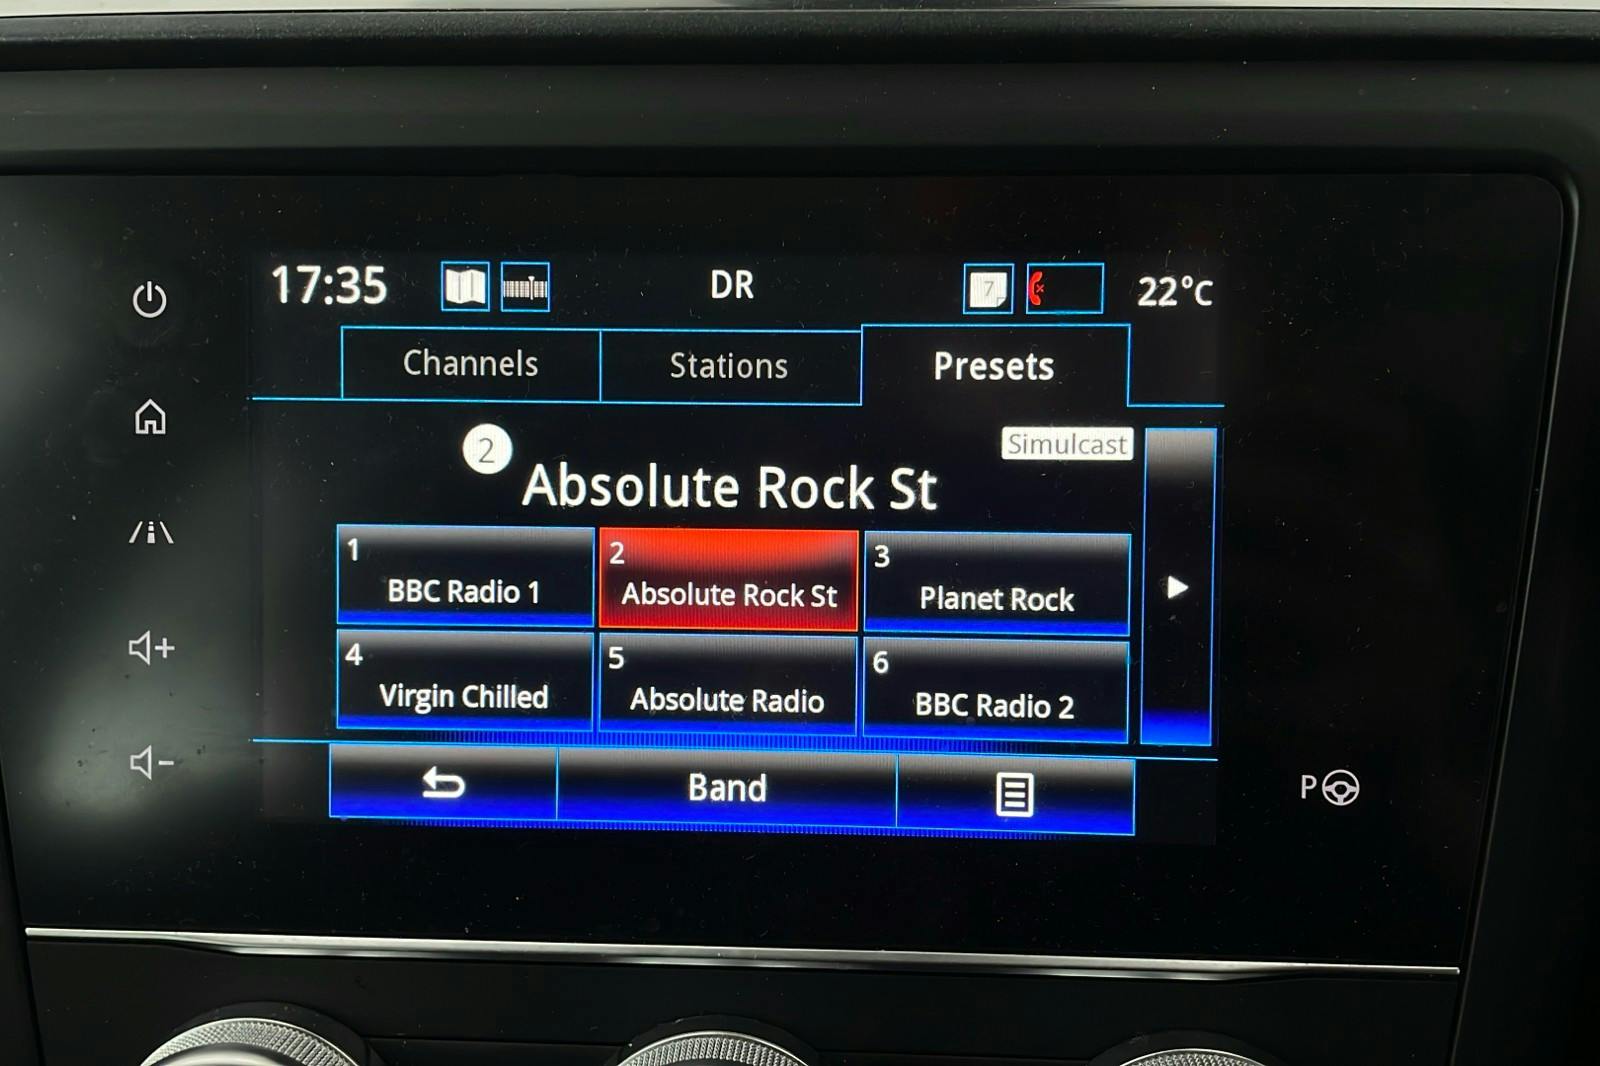 17:35
DR
7
22°C
Channels
Stations
Presets
2
Simulcast
Absolute Rock St
1
BBC Radio 1
2
Absolute Rock St
3
Planet Rock
4
Virgin Chilled
5
Absolute Radio
6
BBC Radio 2
Band
P